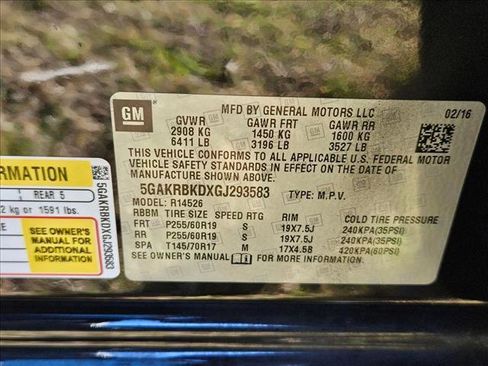 GM
MFD BY GENERAL MOTORS LLC
02/16
GVWR GAWR FRT GAWR RR
2908 KG 1450 KG 1600 KG
6411 LB 3196 LB 3527 LB
THIS VEHICLE CONFORMS TO ALL APPLICABLE U.S. FEDERAL MOTOR
VEHICLE SAFETY STANDARDS IN EFFECT ON THE DATE OF
MANUFACTURE SHOWN ABOVE.
5GAKRBKDXGJ293583 TYPE: M.P.V.
MODEL: R14526
RBBM TIRE SIZE SPEED RTG RIM COLD TIRE PRESSURE
FRT P255/60R19 S 19X7.5J 240KPA(35PSI)
RR P255/60R19 S 19X7.5J 240KPA(35PSI)
SPA T145/70R17 M 17X4.5B 420KPA(60PSI)
SEE OWNER'S MANUAL FOR MORE INFORMATION.
ORMATION
REAR 5
2 kg or 1591 lbs.
SEE OWNER'S
MANUAL FOR
ADDITIONAL
INFORMATION
5GAKRBKDXGJ293583